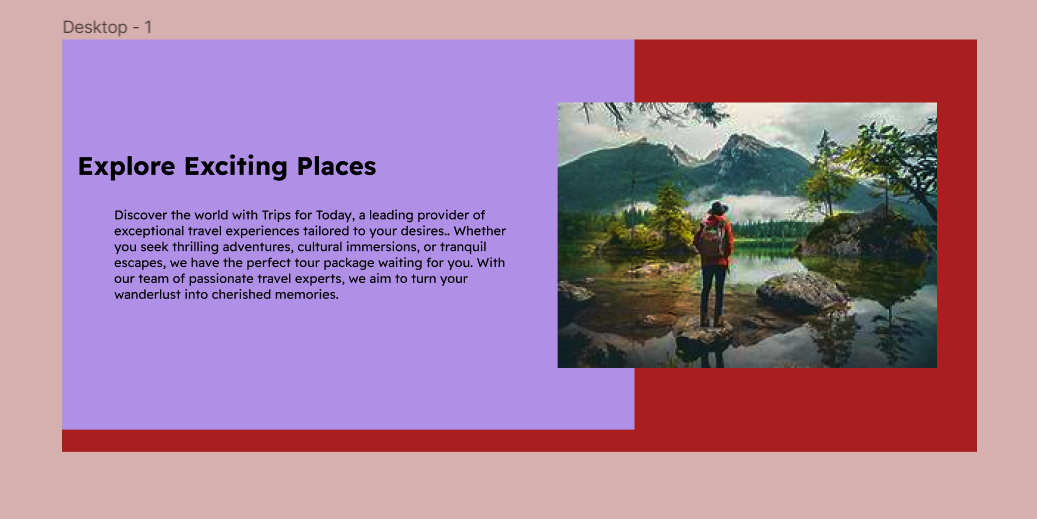 Desktop - 1
Explore Exciting Places
Discover the world with Trips for Today, a leading provider of
exceptional travel experiences tailored to your desires.. Whether
you seek thrilling adventures, cultural immersions, or tranquil
escapes, we have the perfect tour package waiting for you. With
our team of passionate travel experts, we aim to turn your
wanderlust into cherished memories.